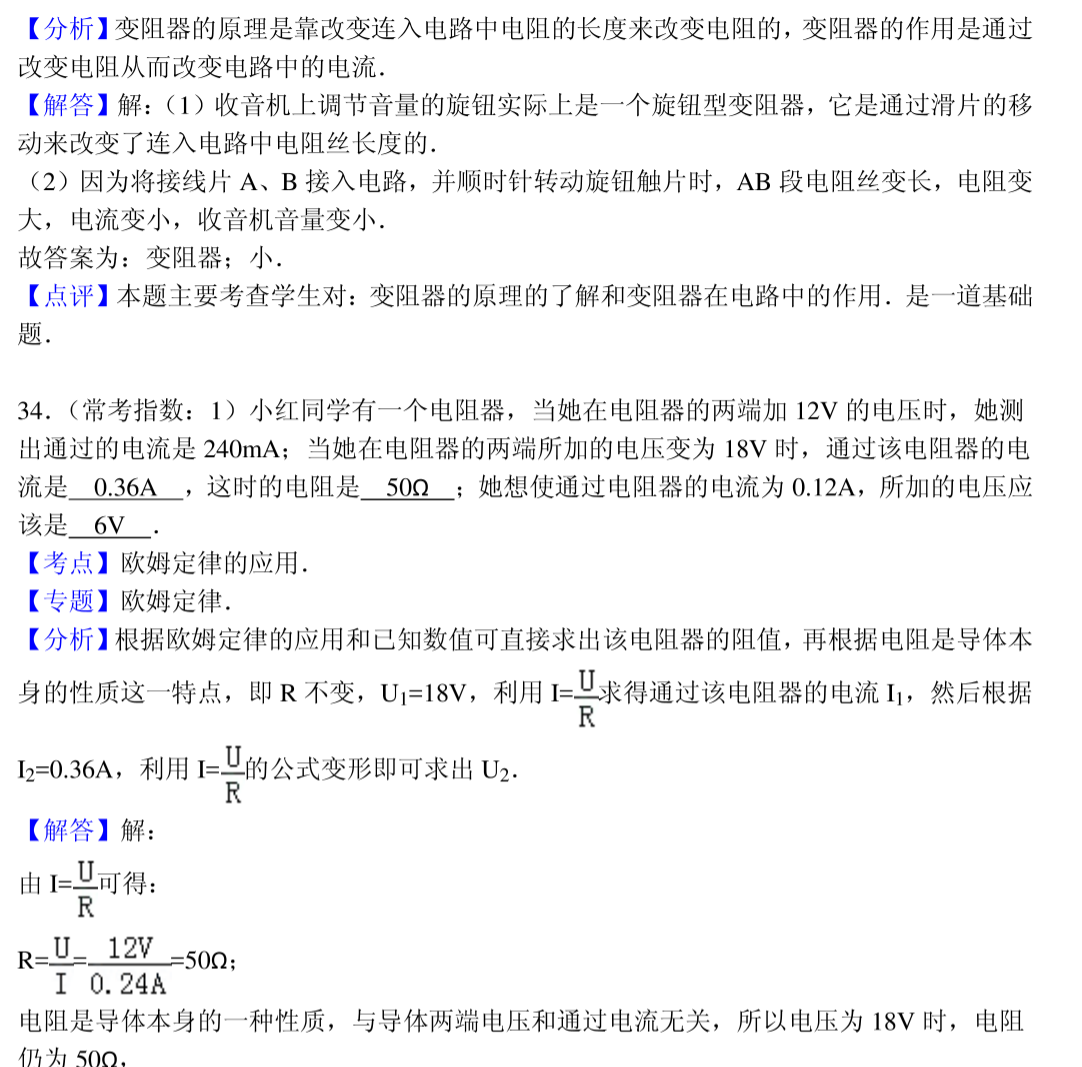 【分析】变阻器的原理是靠改变连入电路中电阻的长度来改变电阻的，变阻器的作用是通过
改变电阻从而改变电路中的电流．
【解答】解：（1）收音机上调节音量的旋钮实际上是一个旋钮型变阻器，它是通过滑片的移
动来改变了连入电路中电阻丝长度的．
（2）因为将接线片 A、B 接入电路，并顺时针转动旋钮触片时，AB 段电阻丝变长，电阻变
大，电流变小，收音机音量变小．
故答案为：变阻器；小．
【点评】本题主要考查学生对：变阻器的原理的了解和变阻器在电路中的作用．是一道基础
题．
34．（常考指数：1）小红同学有一个电阻器，当她在电阻器的两端加 12V 的电压时，她测
出通过的电流是 240mA；当她在电阻器的两端所加的电压变为 18V 时，通过该电阻器的电
流是 0.36A ，这时的电阻是 50Ω ；她想使通过电阻器的电流为 0.12A，所加的电压应
该是 6V ．
【考点】欧姆定律的应用．
【专题】欧姆定律．
【分析】根据欧姆定律的应用和已知数值可直接求出该电阻器的阻值，再根据电阻是导体本
身的性质这一特点，即 R 不变，U₁=18V，利用 I=U/R求得通过该电阻器的电流 I₁，然后根据
I₂=0.36A，利用 I=U/R的公式变形即可求出 U₂．
【解答】解：
由 I=U/R可得：
R=U/I=12V/0.24A=50Ω；
电阻是导体本身的一种性质，与导体两端电压和通过电流无关，所以电压为 18V 时，电阻
仍为 50Ω，